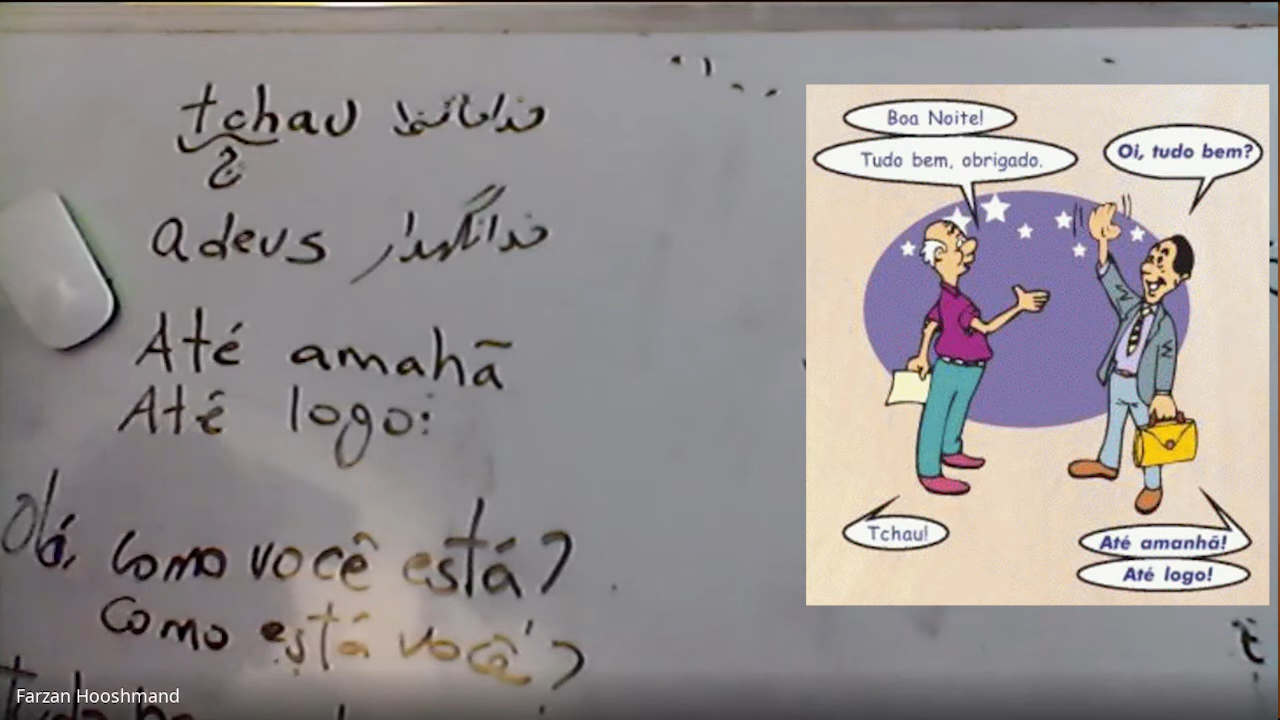 tchau خداحافظ
adeus خدانگهدار
Até amahã
Até logo:
Olá, Como você está?
Como está você?
Boa Noite!
Tudo bem, obrigado.
Oi, tudo bem?
Tchau!
Até amanhã!
Até logo!
Farzan Hooshmand